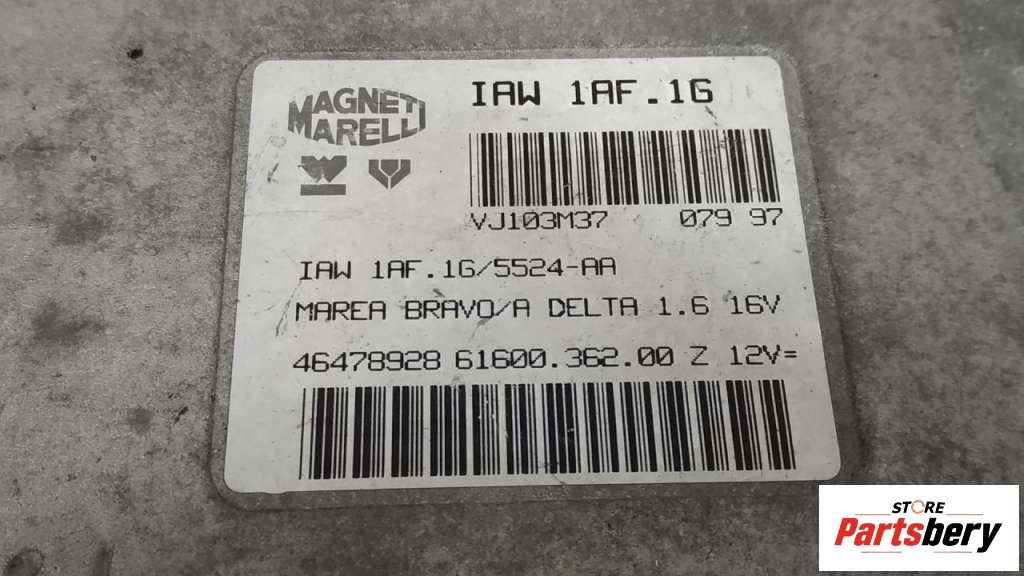 MAGNETI
MARELLI
IAW 1AF.1G
VJ103M37 079 97
IAW 1AF.1G/5524-AA
MAREA BRAVO/A DELTA 1.6 16V
46478928 61600.362.00 Z 12V=
STORE
Partsbery